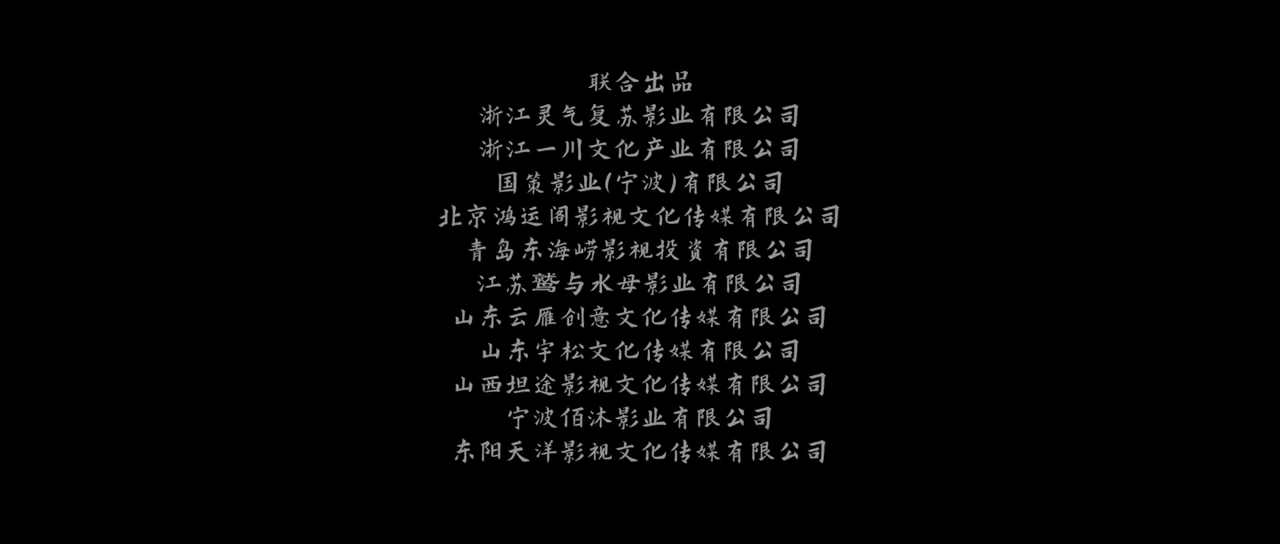 联合出品
浙江灵气复苏影业有限公司
浙江一川文化产业有限公司
国策影业(宁波)有限公司
北京鸿运阁影视文化传媒有限公司
青岛东海崂影视投资有限公司
江苏鹫与水母影业有限公司
山东云雁创意文化传媒有限公司
山东宇松文化传媒有限公司
山西坦途影视文化传媒有限公司
宁波佰沐影业有限公司
东阳天洋影视文化传媒有限公司